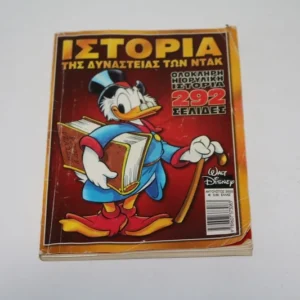 ΙΣΤΟΡΙΑ
ΤΗΣ ΔΥΝΑΣΤΕΙΑΣ ΤΩΝ ΝΤΑΚ
ΟΛΟΚΛΗΡΗ
Η ΘΡΥΛΙΚΗ
ΙΣΤΟΡΙΑ
292
ΣΕΛΙΔΕΣ
WALT
DISNEY